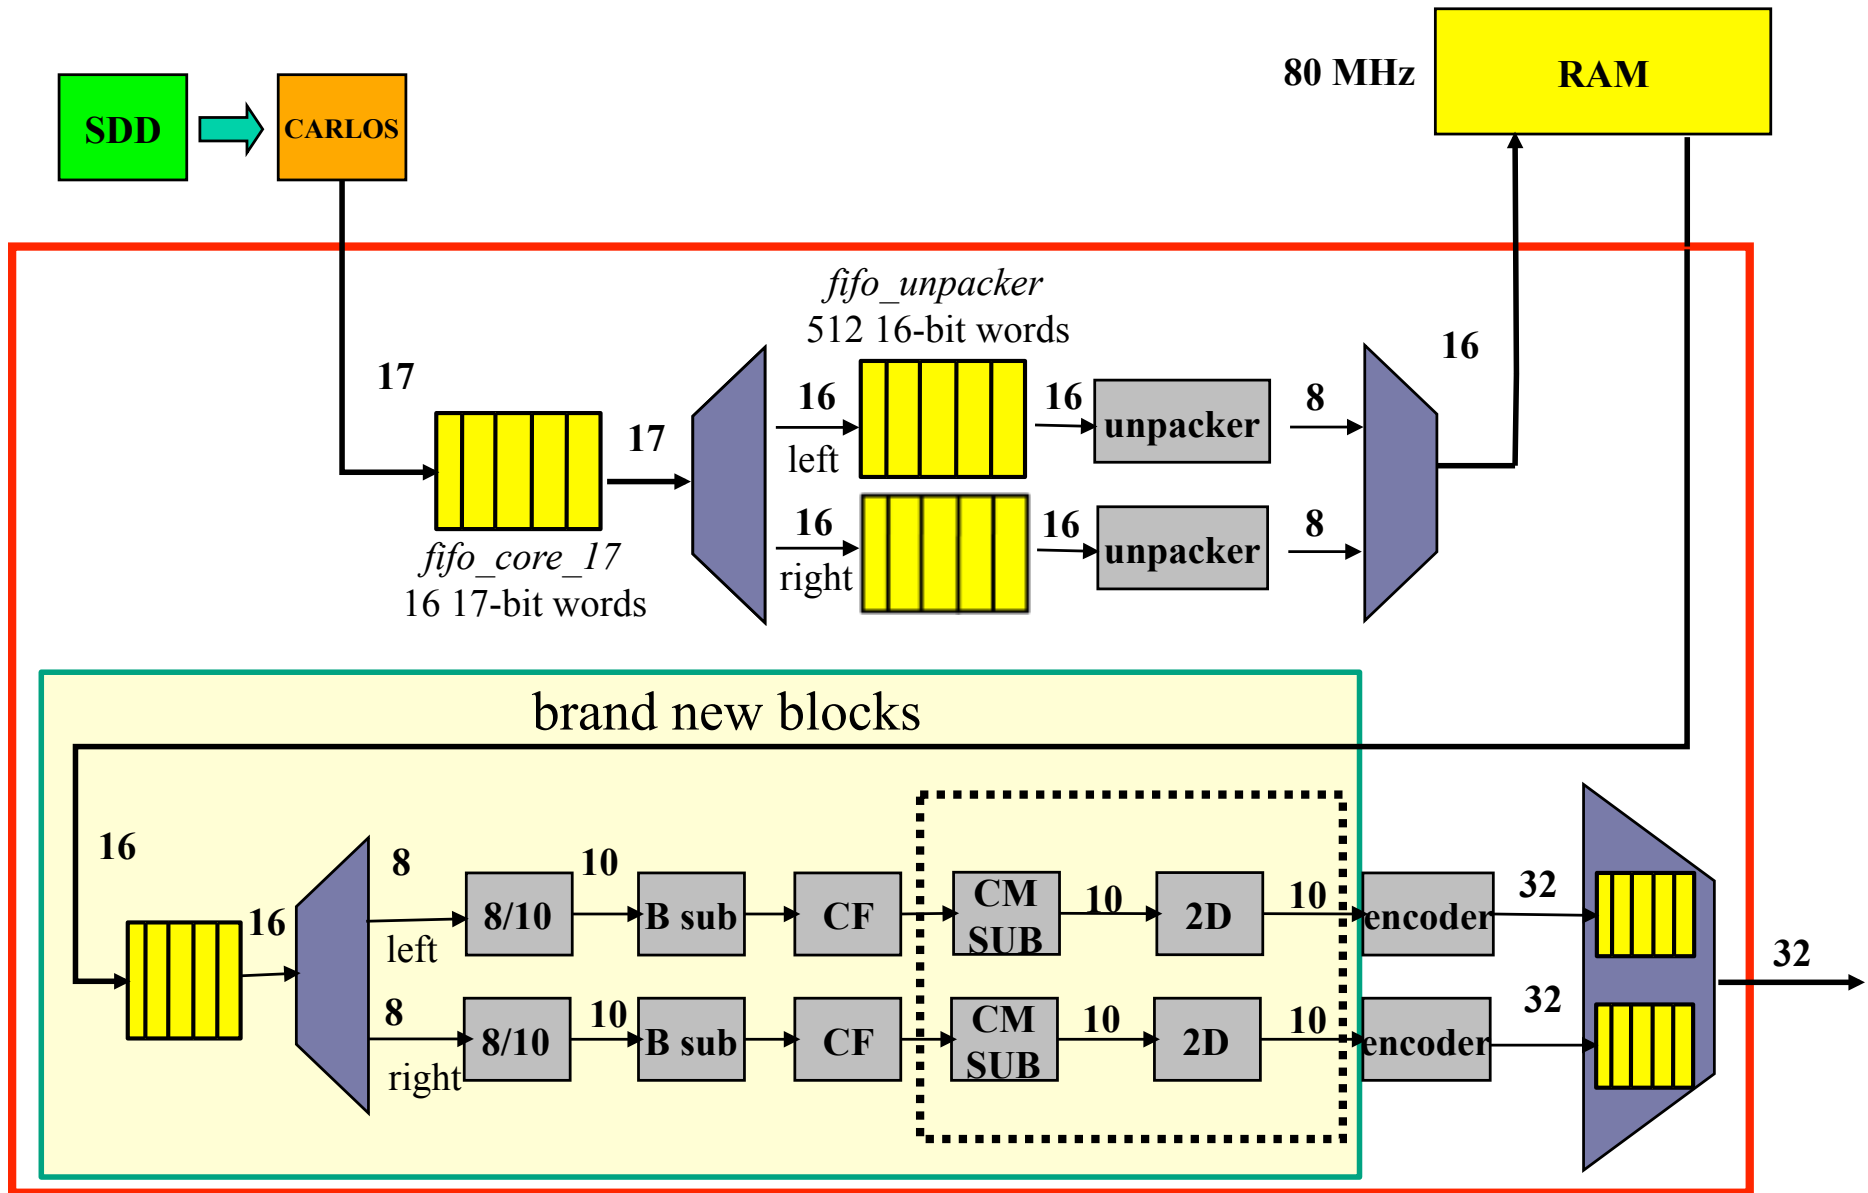 80 MHz
RAM
SDD
CARLOS
fifo_unpacker
512 16-bit words
17
16
17
16
16
8
unpacker
left
16
16
8
unpacker
right
fifo_core_17
16 17-bit words
brand new blocks
16
16
8
10
8/10
B sub
CF
CM
SUB
10
2D
10
encoder
32
left
32
8
10
8/10
B sub
CF
CM
SUB
10
2D
10
encoder
32
right